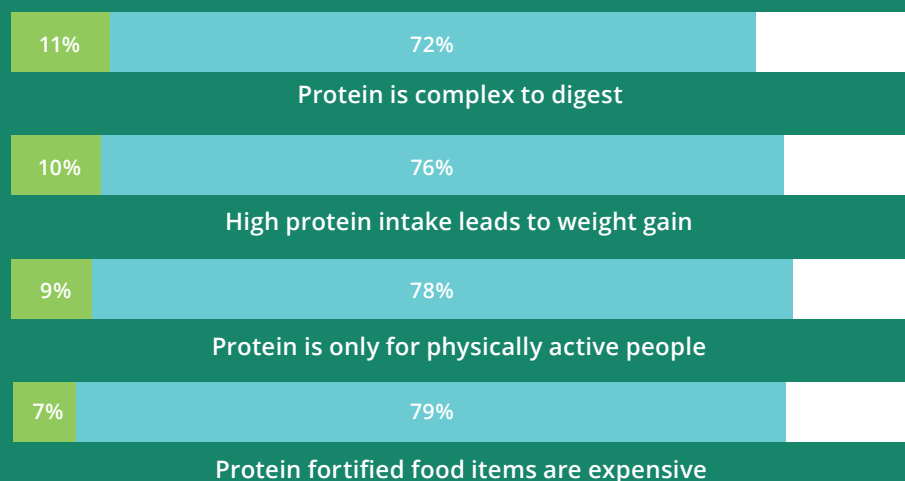 11% 72%
Protein is complex to digest
10% 76%
High protein intake leads to weight gain
9% 78%
Protein is only for physically active people
7% 79%
Protein fortified food items are expensive